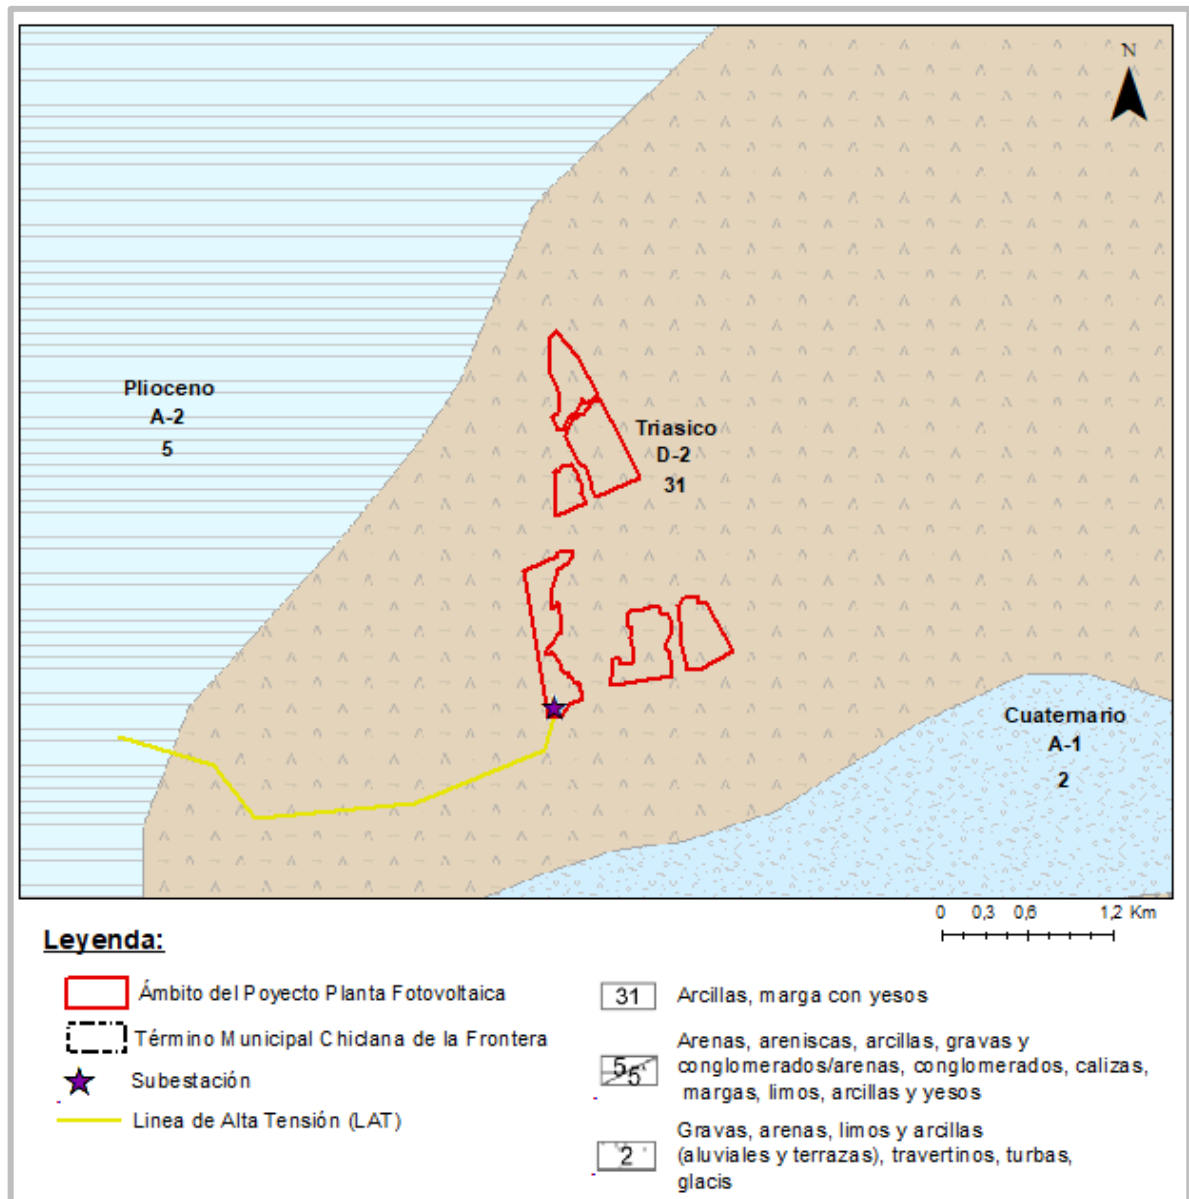 N
Plioceno
A-2
5
Triasico
D-2
31
Cuaternario
A-1
2
0 0,3 0,6 1,2 Km
Leyenda:
Ámbito del Poyecto Planta Fotovoltaica
Término Municipal Chiclana de la Frontera
Subestación
Linea de Alta Tensión (LAT)
31 Arcillas, marga con yesos
5 5 Arenas, areniscas, arcillas, gravas y
conglomerados/arenas, conglomerados, calizas,
margas, limos, arcillas y yesos
2 Gravas, arenas, limos y arcillas
(aluviales y terrazas), travertinos, turbas,
glacis